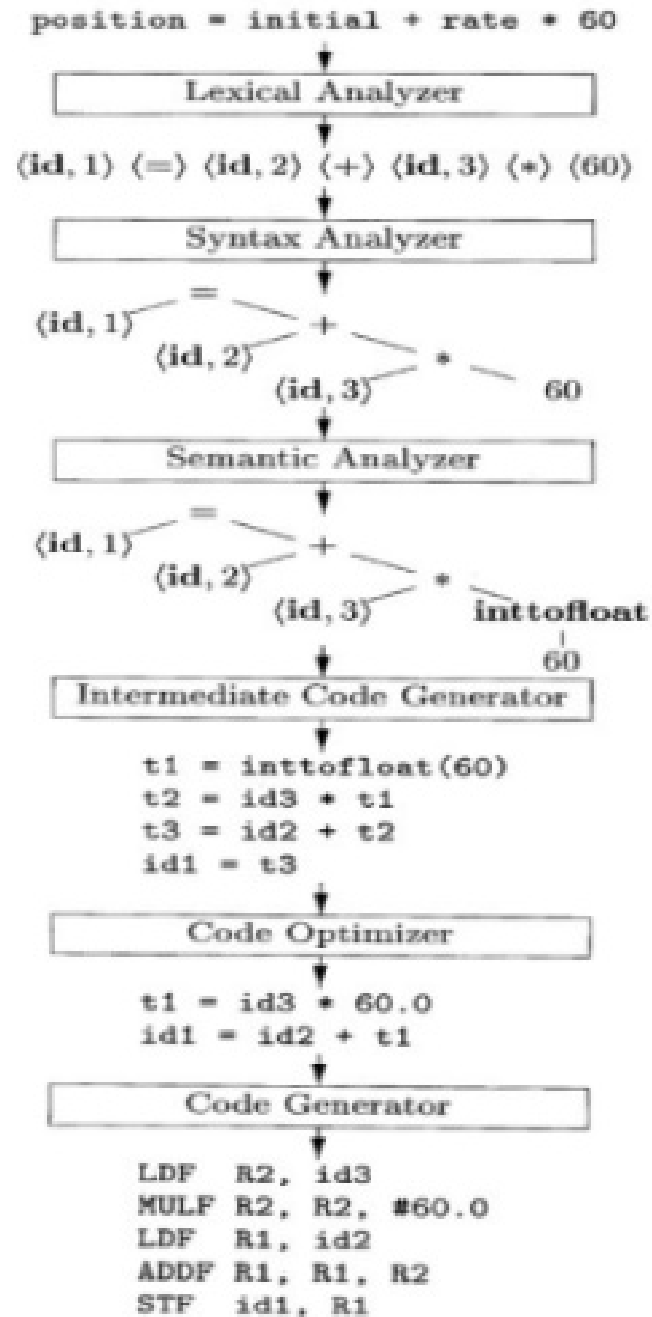 position = initial + rate * 60
Lexical Analyzer
⟨id, 1⟩ ⟨=⟩ ⟨id, 2⟩ ⟨+⟩ ⟨id, 3⟩ ⟨*⟩ ⟨60⟩
Syntax Analyzer
=
⟨id, 1⟩
+
⟨id, 2⟩
*
⟨id, 3⟩
60
Semantic Analyzer
=
⟨id, 1⟩
+
⟨id, 2⟩
*
⟨id, 3⟩
inttofloat
60
Intermediate Code Generator
t1 = inttofloat(60)
t2 = id3 * t1
t3 = id2 + t2
id1 = t3
Code Optimizer
t1 = id3 * 60.0
id1 = id2 + t1
Code Generator
LDF R2, id3
MULF R2, R2, #60.0
LDF R1, id2
ADDF R1, R1, R2
STF id1, R1